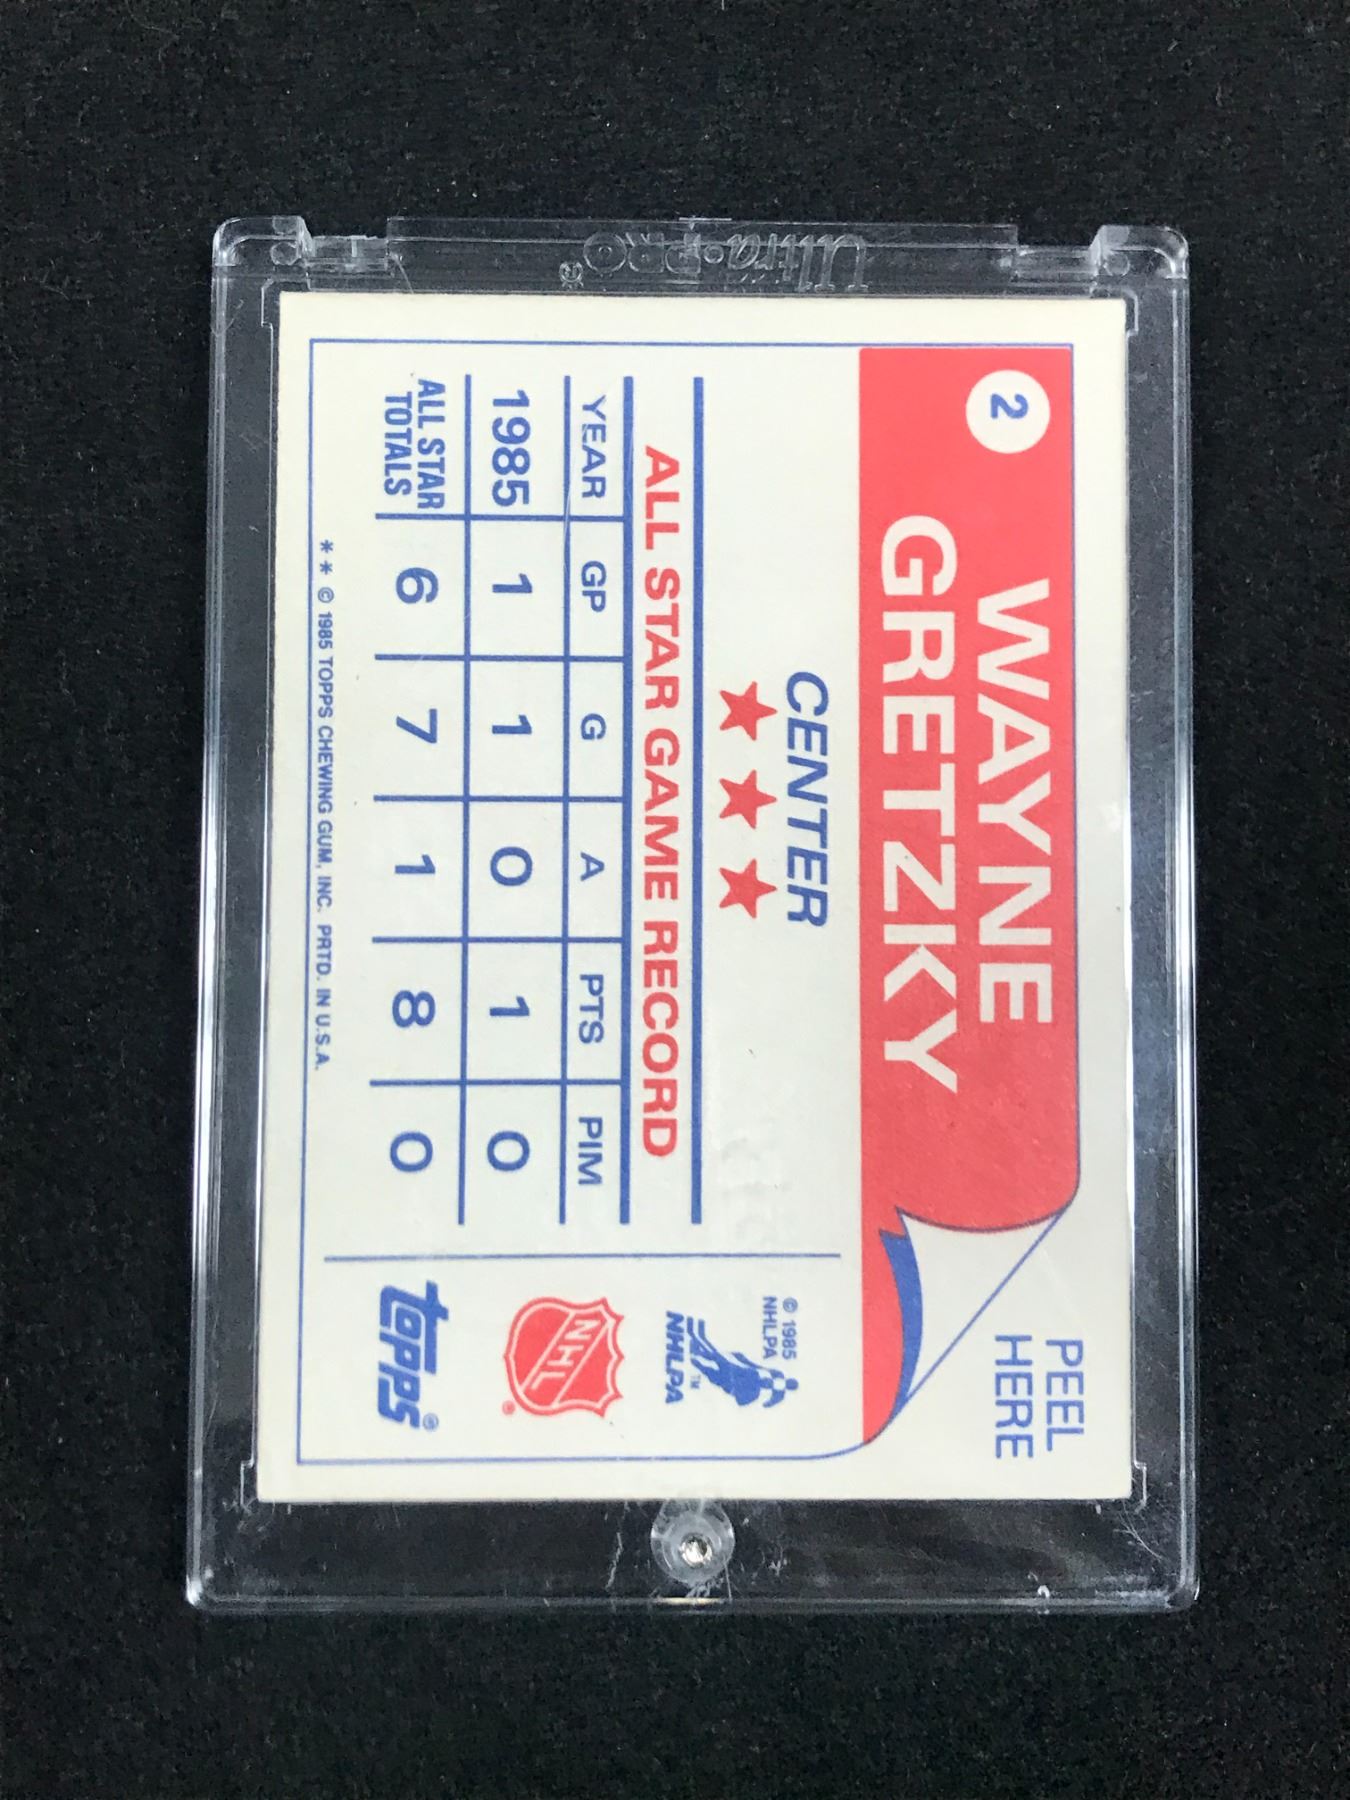 Ultra·PRO®
2
WAYNE
GRETZKY
PEEL
HERE
CENTER
ALL STAR GAME RECORD
YEAR GP G A PTS PIM
1985 1 1 0 1 0
ALL STAR
TOTALS 6 7 1 8 0
** © 1985 TOPPS CHEWING GUM, INC. PRTD. IN U.S.A.
© 1985
NHLPA
NHLPA™
NHL®
topps®